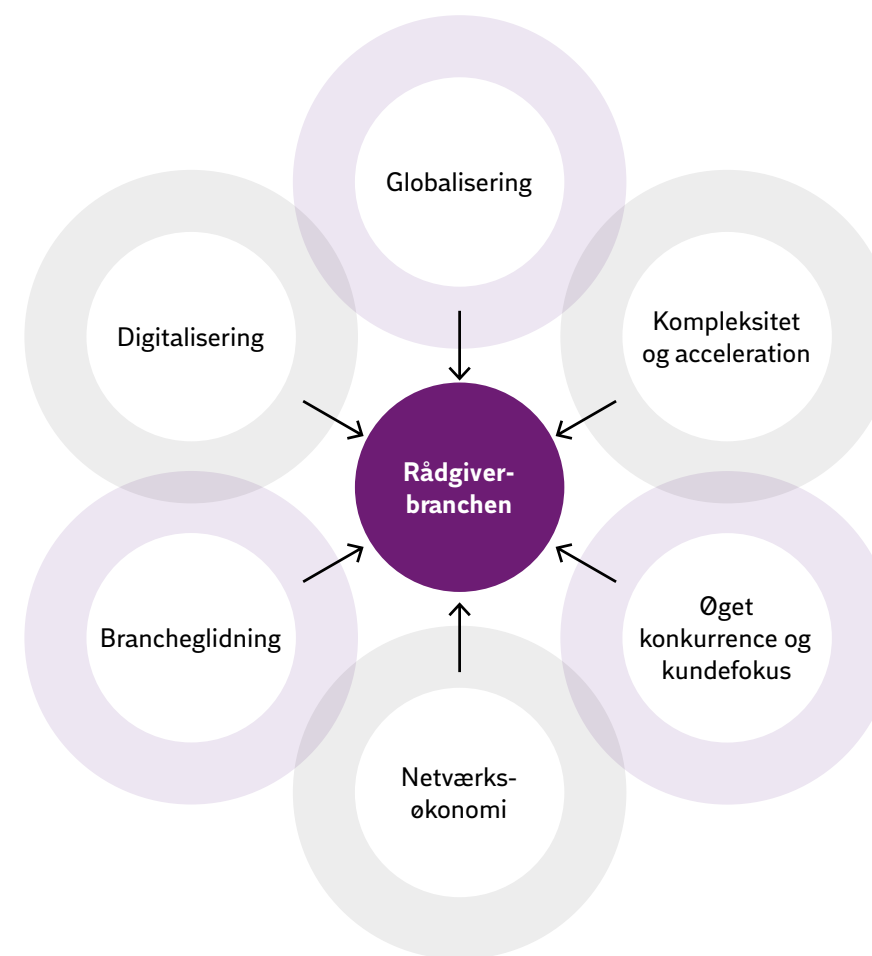 Globalisering
Digitalisering
Kompleksitet
og acceleration
Rådgiver-
branchen
Brancheglidning
Øget
konkurrence og
kundefokus
Netværks-
økonomi